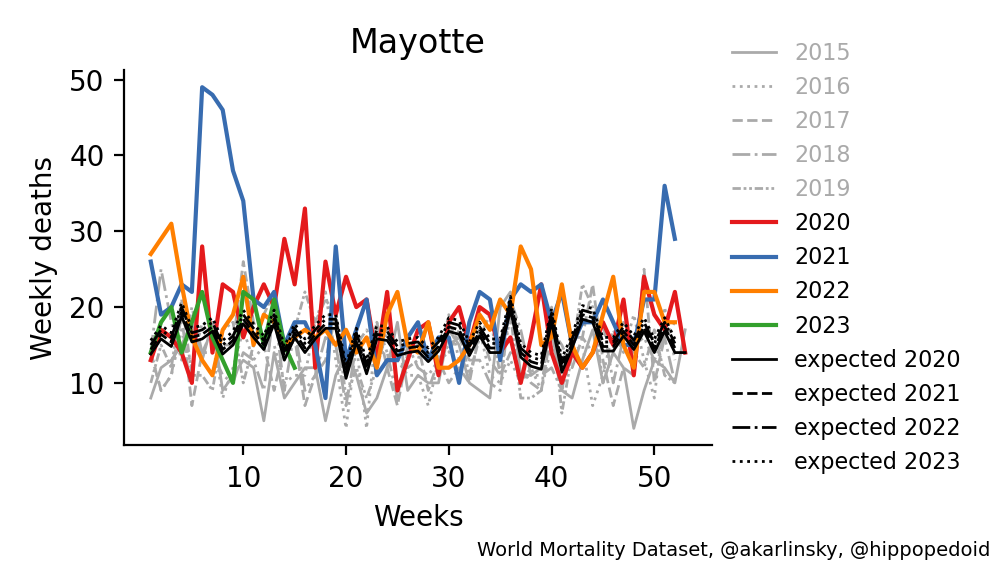 Mayotte
Weekly deaths
50
40
30
20
10
10 20 30 40 50
Weeks
2015
2016
2017
2018
2019
2020
2021
2022
2023
expected 2020
expected 2021
expected 2022
expected 2023
World Mortality Dataset, @akarlinsky, @hippopedoid